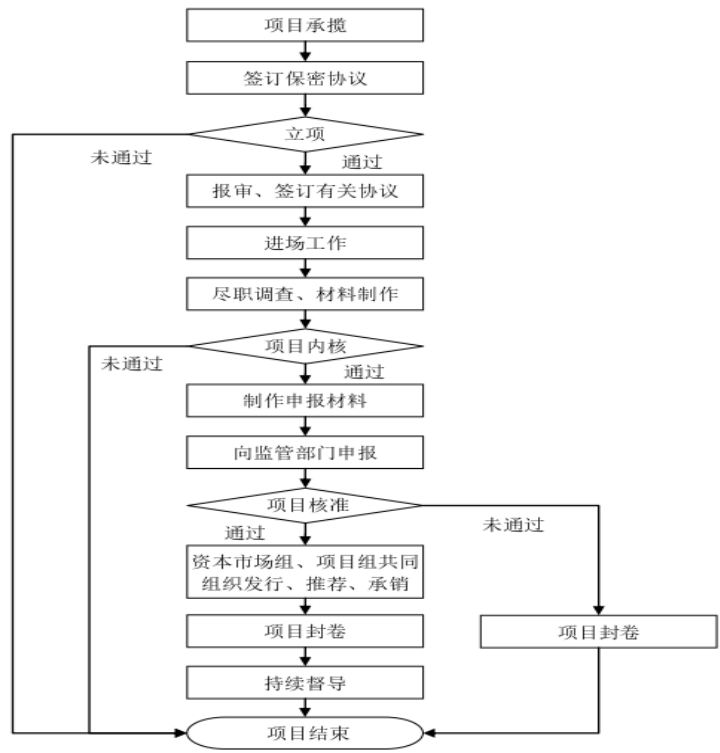 项目承揽
签订保密协议
立项
未通过
通过
报审、签订有关协议
进场工作
尽职调查、材料制作
项目内核
未通过
通过
制作申报材料
向监管部门申报
项目核准
通过
未通过
资本市场组、项目组共同
组织发行、推荐、承销
项目封卷
项目封卷
持续督导
项目结束